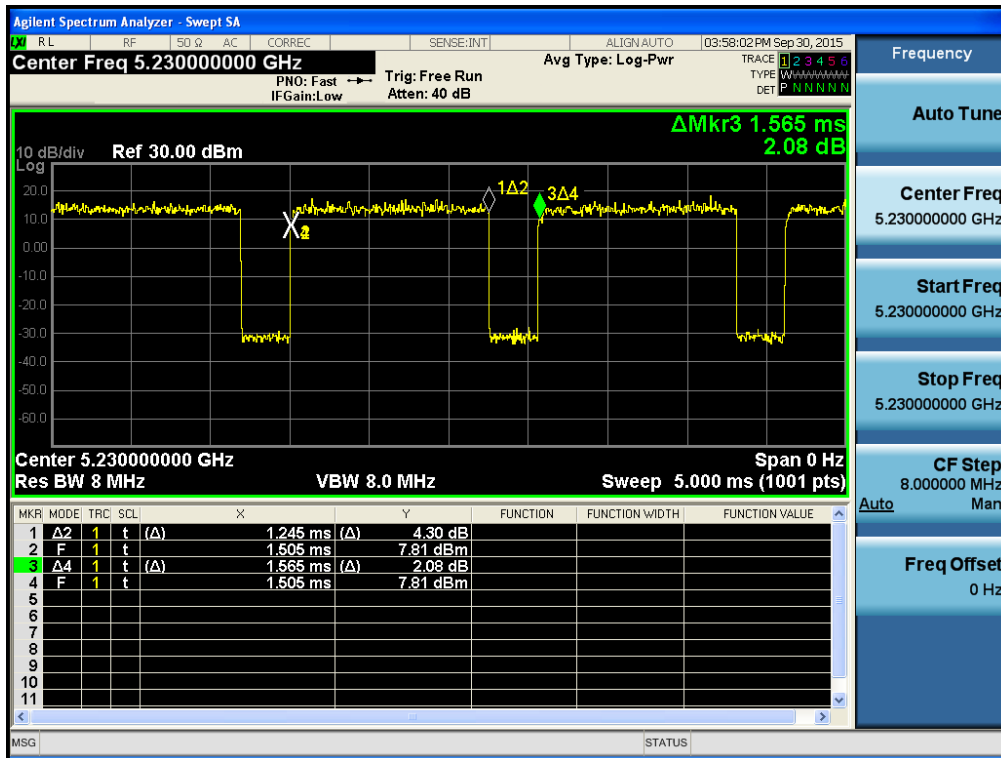 Agilent Spectrum Analyzer - Swept SA
LXI RL RF 50 Ω AC CORREC SENSE:INT ALIGN AUTO 03:58:02 PM Sep 30, 2015
Center Freq 5.230000000 GHz
PNO: Fast
IFGain:Low
Trig: Free Run
Atten: 40 dB
Avg Type: Log-Pwr
TRACE 1 2 3 4 5 6
TYPE W
DET P N N N N N
ΔMkr3 1.565 ms
2.08 dB
10 dB/div Ref 30.00 dBm
Log
20.0
10.0
0.00
-10.0
-20.0
-30.0
-40.0
-50.0
-60.0
1Δ2
3Δ4
X
Center 5.230000000 GHz Span 0 Hz
Res BW 8 MHz VBW 8.0 MHz Sweep 5.000 ms (1001 pts)
MKR MODE TRC SCL X Y FUNCTION FUNCTION WIDTH FUNCTION VALUE
1 Δ2 1 t (Δ) 1.245 ms (Δ) 4.30 dB
2 F 1 t 1.505 ms 7.81 dBm
3 Δ4 1 t (Δ) 1.565 ms (Δ) 2.08 dB
4 F 1 t 1.505 ms 7.81 dBm
5
6
7
8
9
10
11
MSG STATUS
Frequency
Auto Tune
Center Freq
5.230000000 GHz
Start Freq
5.230000000 GHz
Stop Freq
5.230000000 GHz
CF Step
8.000000 MHz
Auto Man
Freq Offset
0 Hz